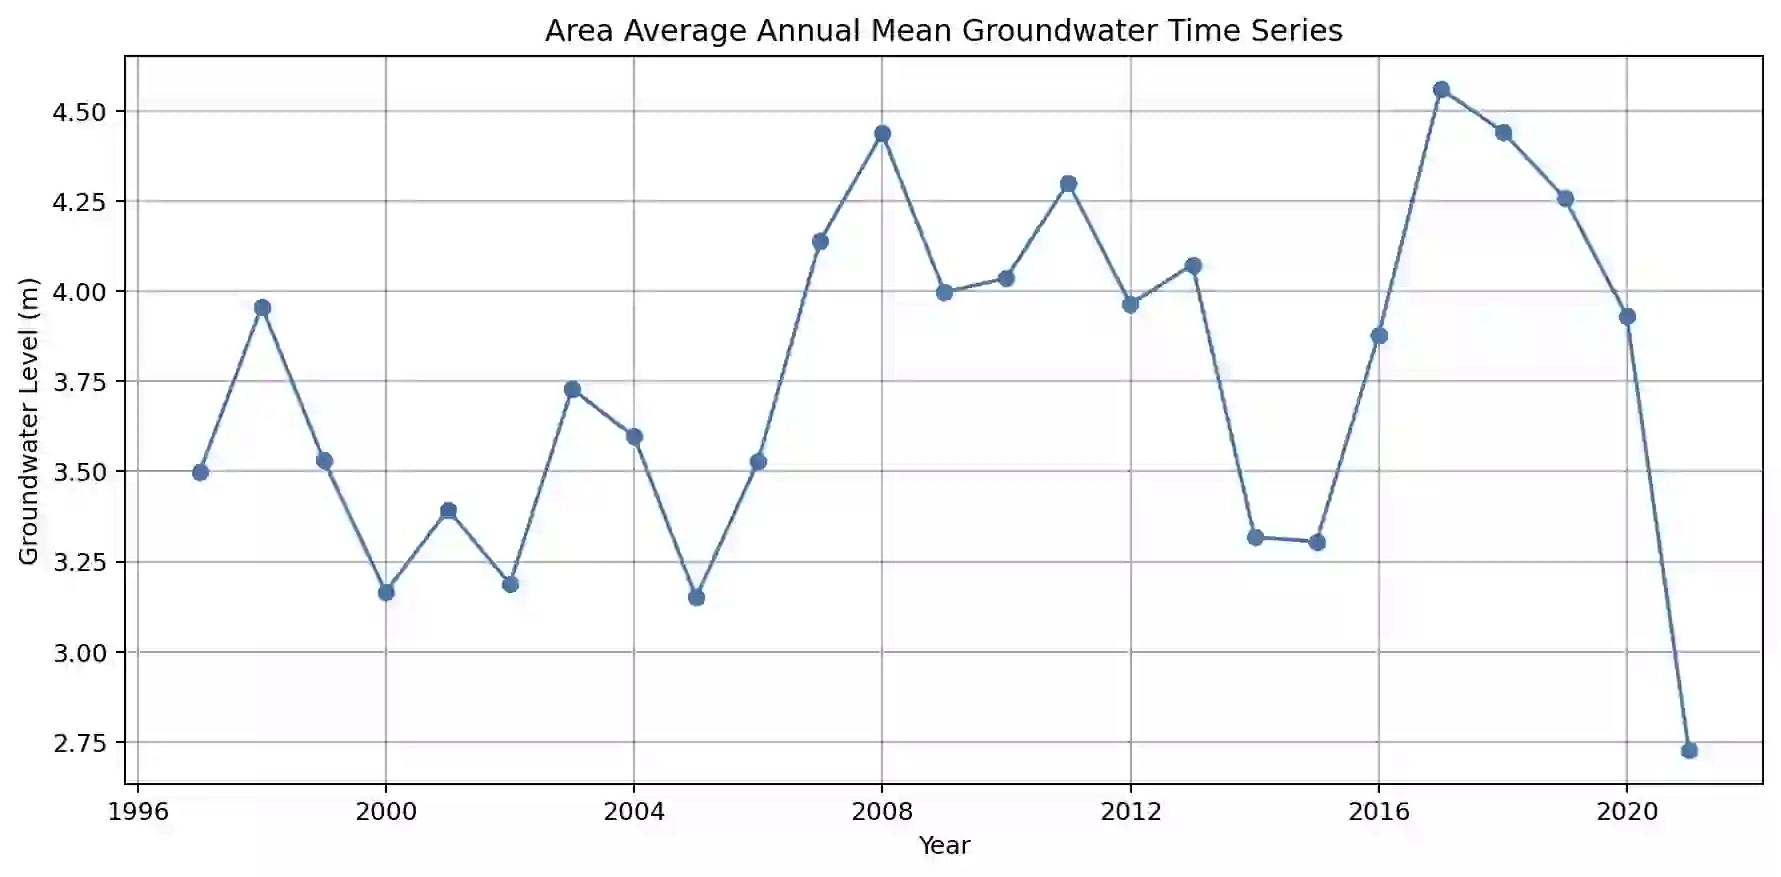 Area Average Annual Mean Groundwater Time Series
Groundwater Level (m)
4.50
4.25
4.00
3.75
3.50
3.25
3.00
2.75
1996 2000 2004 2008 2012 2016 2020
Year